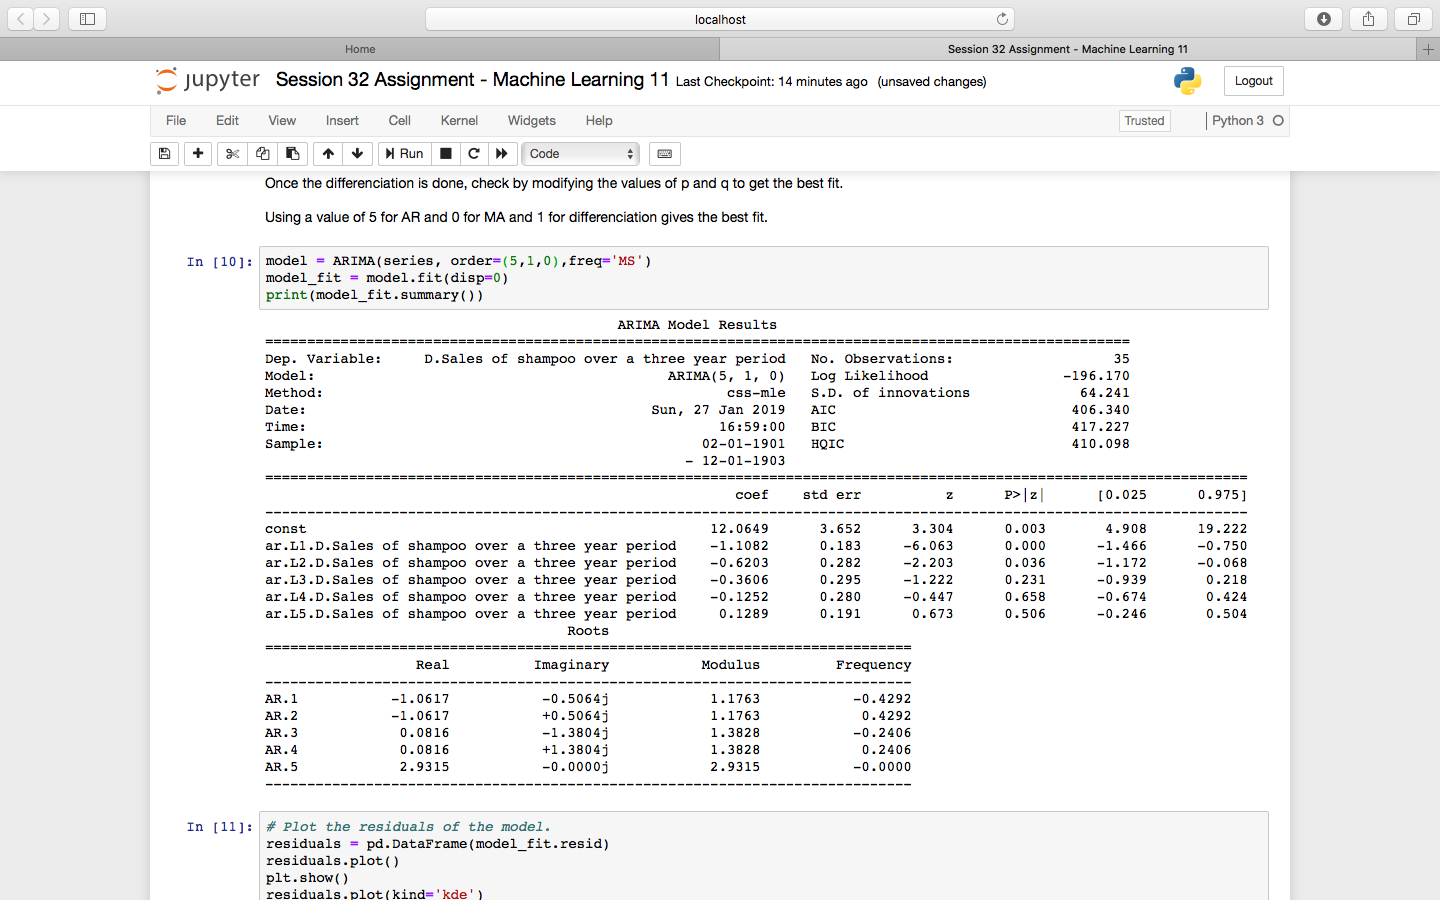 localhost
Home
Session 32 Assignment - Machine Learning 11
jupyter Session 32 Assignment - Machine Learning 11 Last Checkpoint: 14 minutes ago (unsaved changes)
Logout
File Edit View Insert Cell Kernel Widgets Help Trusted Python 3
Run Code
Once the differenciation is done, check by modifying the values of p and q to get the best fit.
Using a value of 5 for AR and 0 for MA and 1 for differenciation gives the best fit.
In [10]: model = ARIMA(series, order=(5,1,0),freq='MS')
model_fit = model.fit(disp=0)
print(model_fit.summary())
ARIMA Model Results
==============================================================================
Dep. Variable: D.Sales of shampoo over a three year period No. Observations: 35
Model: ARIMA(5, 1, 0) Log Likelihood -196.170
Method: css-mle S.D. of innovations 64.241
Date: Sun, 27 Jan 2019 AIC 406.340
Time: 16:59:00 BIC 417.227
Sample: 02-01-1901 HQIC 410.098
- 12-01-1903
==============================================================================
coef std err z P>|z| [0.025 0.975]
------------------------------------------------------------------------------
const 12.0649 3.652 3.304 0.003 4.908 19.222
ar.L1.D.Sales of shampoo over a three year period -1.1082 0.183 -6.063 0.000 -1.466 -0.750
ar.L2.D.Sales of shampoo over a three year period -0.6203 0.282 -2.203 0.036 -1.172 -0.068
ar.L3.D.Sales of shampoo over a three year period -0.3606 0.295 -1.222 0.231 -0.939 0.218
ar.L4.D.Sales of shampoo over a three year period -0.1252 0.280 -0.447 0.658 -0.674 0.424
ar.L5.D.Sales of shampoo over a three year period 0.1289 0.191 0.673 0.506 -0.246 0.504
Roots
==============================================================================
Real Imaginary Modulus Frequency
------------------------------------------------------------------------------
AR.1 -1.0617 -0.5064j 1.1763 -0.4292
AR.2 -1.0617 +0.5064j 1.1763 0.4292
AR.3 0.0816 -1.3804j 1.3828 -0.2406
AR.4 0.0816 +1.3804j 1.3828 0.2406
AR.5 2.9315 -0.0000j 2.9315 -0.0000
------------------------------------------------------------------------------
In [11]: # Plot the residuals of the model.
residuals = pd.DataFrame(model_fit.resid)
residuals.plot()
plt.show()
residuals.plot(kind='kde')